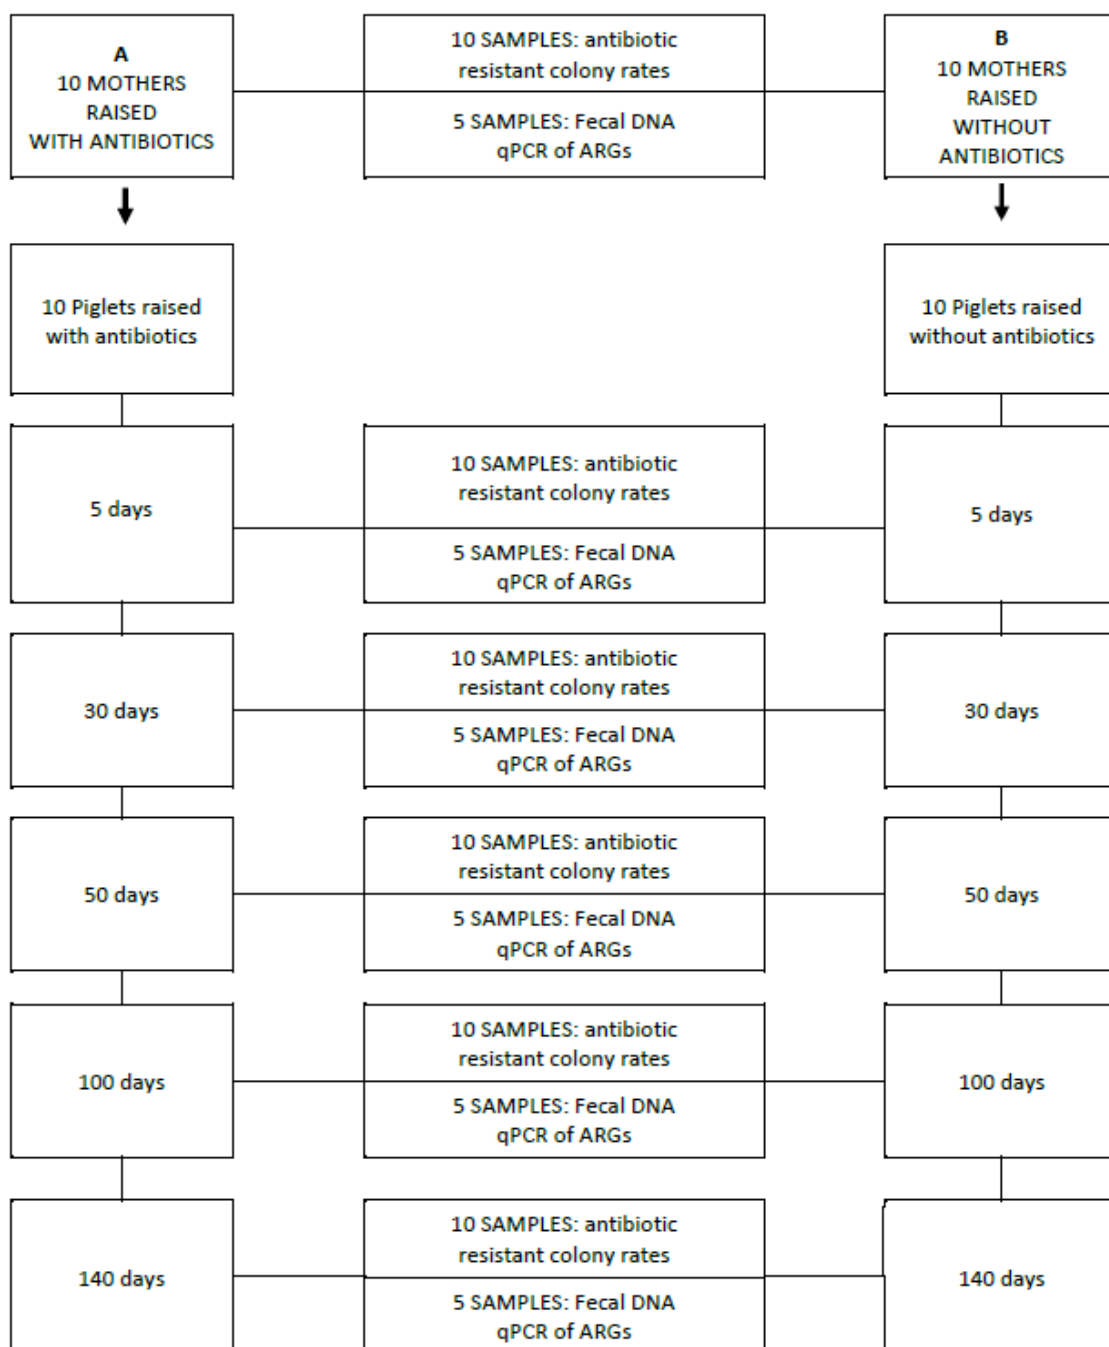 A
10 MOTHERS
RAISED
WITH ANTIBIOTICS
10 SAMPLES: antibiotic
resistant colony rates
5 SAMPLES: Fecal DNA
qPCR of ARGs
B
10 MOTHERS
RAISED
WITHOUT
ANTIBIOTICS
10 Piglets raised
with antibiotics
10 Piglets raised
without antibiotics
5 days
10 SAMPLES: antibiotic
resistant colony rates
5 SAMPLES: Fecal DNA
qPCR of ARGs
5 days
30 days
10 SAMPLES: antibiotic
resistant colony rates
5 SAMPLES: Fecal DNA
qPCR of ARGs
30 days
50 days
10 SAMPLES: antibiotic
resistant colony rates
5 SAMPLES: Fecal DNA
qPCR of ARGs
50 days
100 days
10 SAMPLES: antibiotic
resistant colony rates
5 SAMPLES: Fecal DNA
qPCR of ARGs
100 days
140 days
10 SAMPLES: antibiotic
resistant colony rates
5 SAMPLES: Fecal DNA
qPCR of ARGs
140 days